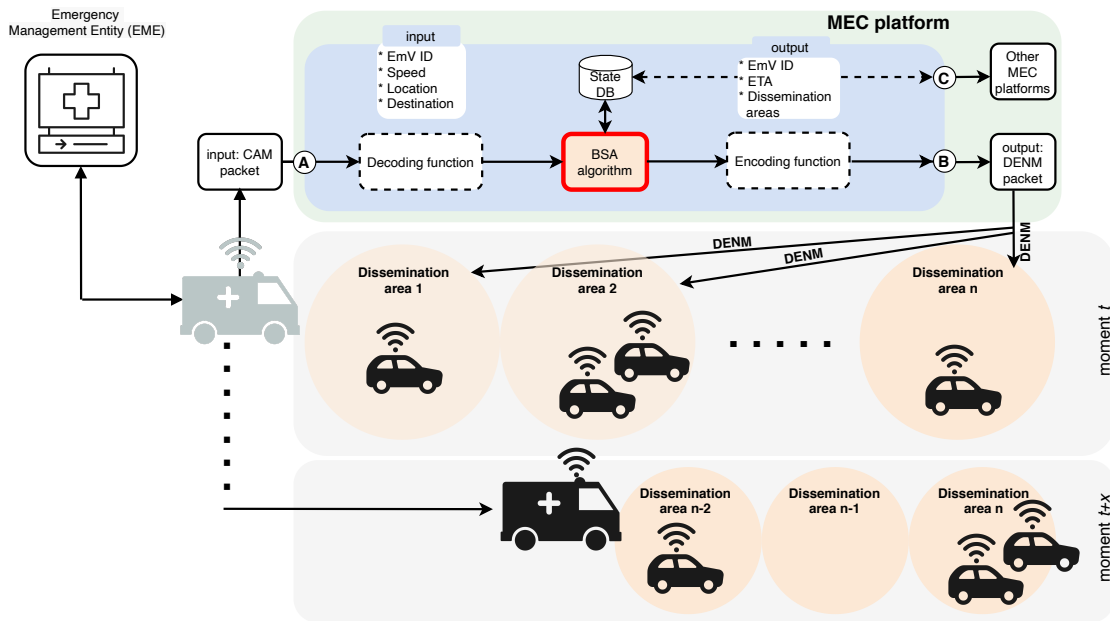 Emergency
Management Entity (EME)
MEC platform
input
* EmV ID
* Speed
* Location
* Destination
output
* EmV ID
* ETA
* Dissemination
areas
State
DB
C
Other
MEC
platforms
input: CAM
packet
A
Decoding function
BSA
algorithm
Encoding function
B
output:
DENM
packet
DENM
DENM
DENM
Dissemination
area 1
Dissemination
area 2
Dissemination
area n
moment t
Dissemination
area n-2
Dissemination
area n-1
Dissemination
area n
moment t+x